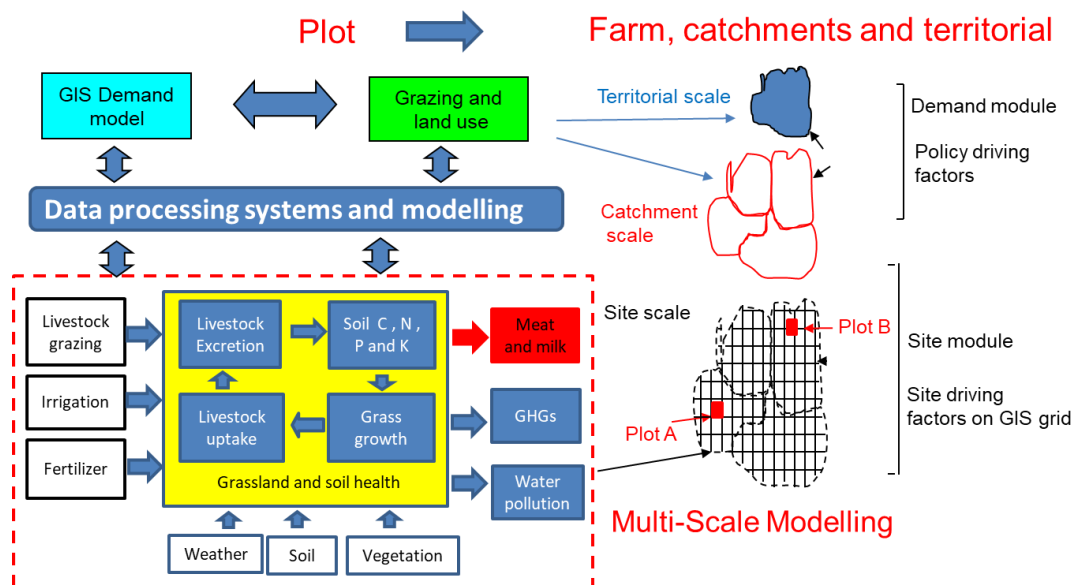 Plot
Farm, catchments and territorial
GIS Demand
model
Grazing and
land use
Territorial scale
Demand module
Policy driving
factors
Data processing systems and modelling
Catchment
scale
Livestock
grazing
Irrigation
Fertilizer
Livestock
Excretion
Soil C , N ,
P and K
Livestock
uptake
Grass
growth
Grassland and soil health
Meat
and milk
GHGs
Water
pollution
Weather
Soil
Vegetation
Site scale
Plot B
Plot A
Site module
Site driving
factors on GIS grid
Multi-Scale Modelling